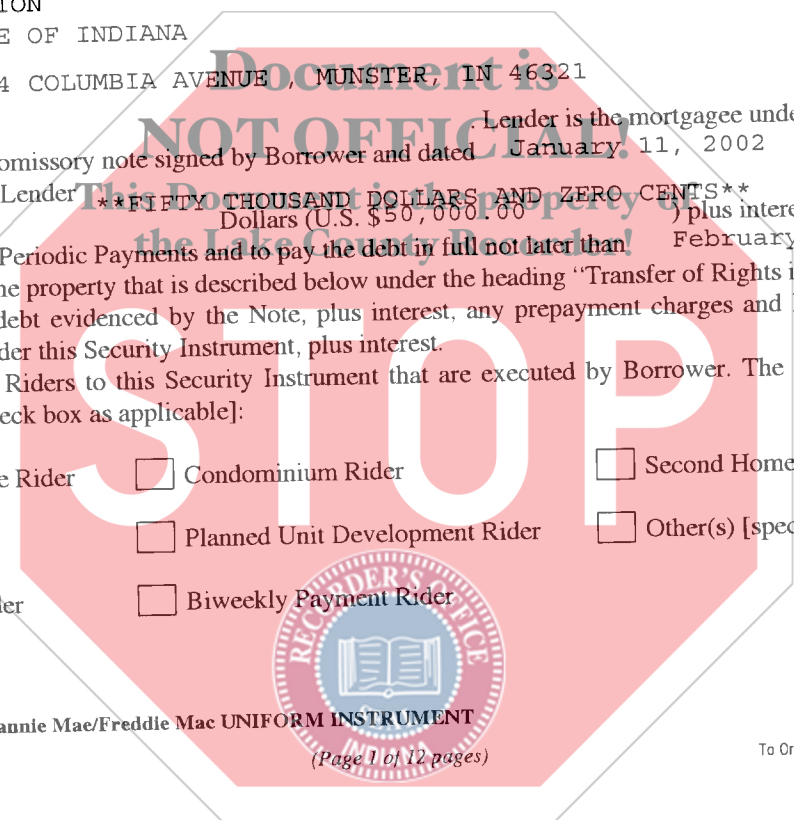 ION
E OF INDIANA
4 COLUMBIA AVENUE , MUNSTER, IN 46321
Document is
. Lender is the mortgagee unde
NOT OFFICIAL!
omissory note signed by Borrower and dated January 11, 2002
Lender **FIFTY THOUSAND DOLLARS AND ZERO CENTS**
This Document is the property of
Dollars (U.S. $50,000.00 ) plus intere
the Lake County Recorder!
Periodic Payments and to pay the debt in full not later than February
he property that is described below under the heading "Transfer of Rights i
debt evidenced by the Note, plus interest, any prepayment charges and
der this Security Instrument, plus interest.
Riders to this Security Instrument that are executed by Borrower. The
eck box as applicable]:
STOP
e Rider Condominium Rider Second Home
Planned Unit Development Rider Other(s) [spec
er Biweekly Payment Rider
RECORDER'S OFFICE
SEAL
INDIANA
annie Mae/Freddie Mac UNIFORM INSTRUMENT
(Page 1 of 12 pages)
To Or